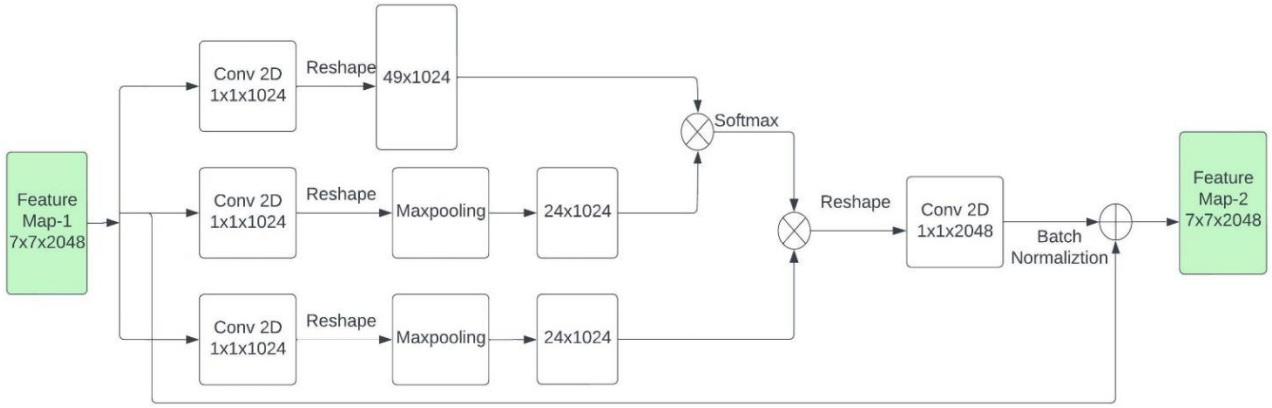 Feature
Map-1
7x7x2048
Conv 2D
1x1x1024
Reshape
49x1024
Conv 2D
1x1x1024
Reshape
Maxpooling
24x1024
Conv 2D
1x1x1024
Reshape
Maxpooling
24x1024
Softmax
Reshape
Conv 2D
1x1x2048
Batch
Normaliztion
Feature
Map-2
7x7x2048